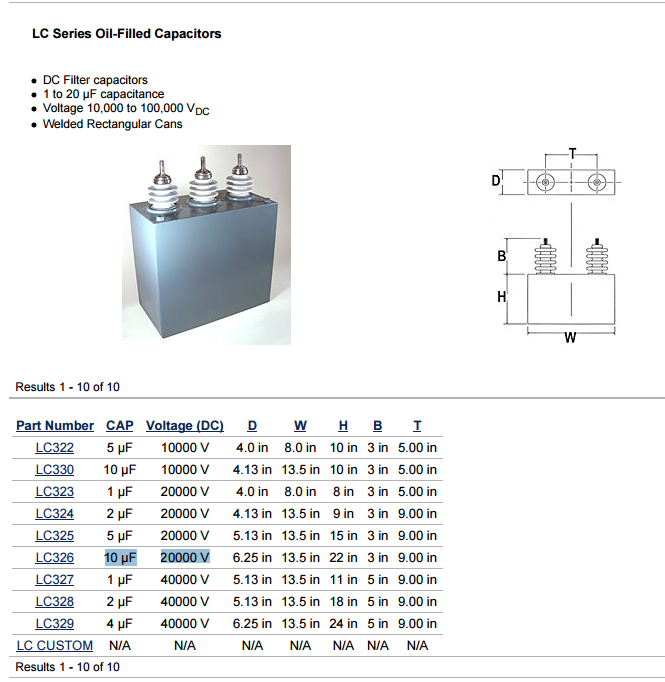 LC Series Oil-Filled Capacitors
• DC Filter capacitors
• 1 to 20 µF capacitance
• Voltage 10,000 to 100,000 VDC
• Welded Rectangular Cans
T
D
B
H
W
Results 1 - 10 of 10
Part Number CAP Voltage (DC) D W H B T
LC322 5 µF 10000 V 4.0 in 8.0 in 10 in 3 in 5.00 in
LC330 10 µF 10000 V 4.13 in 13.5 in 10 in 3 in 5.00 in
LC323 1 µF 20000 V 4.0 in 8.0 in 8 in 3 in 5.00 in
LC324 2 µF 20000 V 4.13 in 13.5 in 9 in 3 in 9.00 in
LC325 5 µF 20000 V 5.13 in 13.5 in 15 in 3 in 9.00 in
LC326 10 µF 20000 V 6.25 in 13.5 in 22 in 3 in 9.00 in
LC327 1 µF 40000 V 5.13 in 13.5 in 11 in 5 in 9.00 in
LC328 2 µF 40000 V 5.13 in 13.5 in 18 in 5 in 9.00 in
LC329 4 µF 40000 V 6.25 in 13.5 in 24 in 5 in 9.00 in
LC CUSTOM N/A N/A N/A N/A N/A N/A N/A
Results 1 - 10 of 10